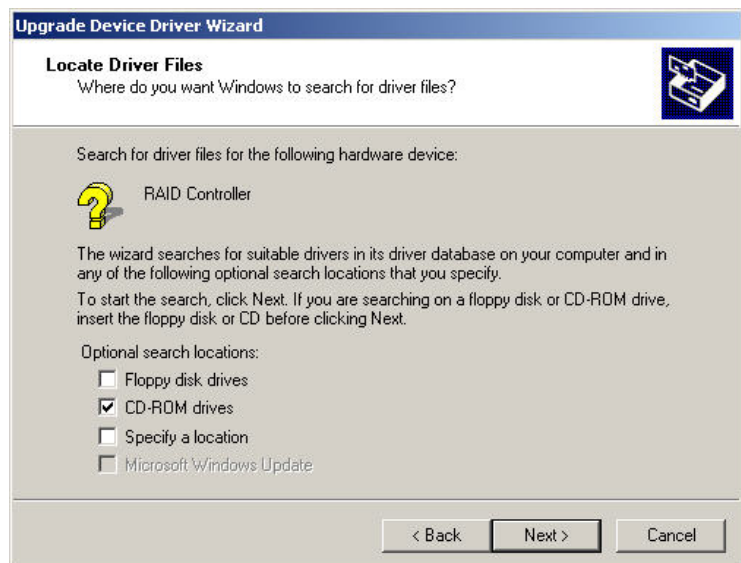 Upgrade Device Driver Wizard
Locate Driver Files
Where do you want Windows to search for driver files?
Search for driver files for the following hardware device:
RAID Controller
The wizard searches for suitable drivers in its driver database on your computer and in
any of the following optional search locations that you specify.
To start the search, click Next. If you are searching on a floppy disk or CD-ROM drive,
insert the floppy disk or CD before clicking Next.
Optional search locations:
Floppy disk drives
CD-ROM drives
Specify a location
Microsoft Windows Update
< Back Next > Cancel